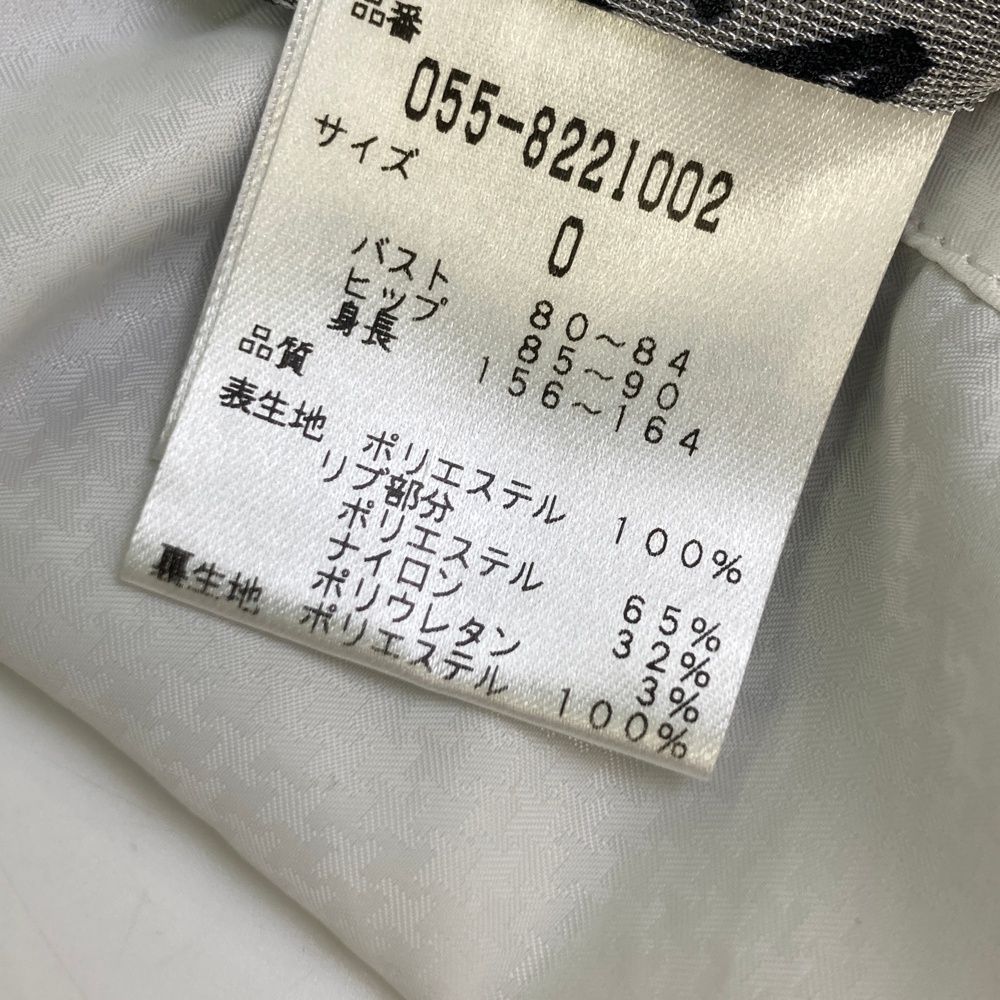 品番
055-8221002
サイズ 0
バスト 80～84
ヒップ 85～90
身長 156～164
品質
表生地 ポリエステル 100%
リブ部分
ポリエステル 65%
ナイロン 32%
ポリウレタン 3%
裏生地 ポリエステル 100%